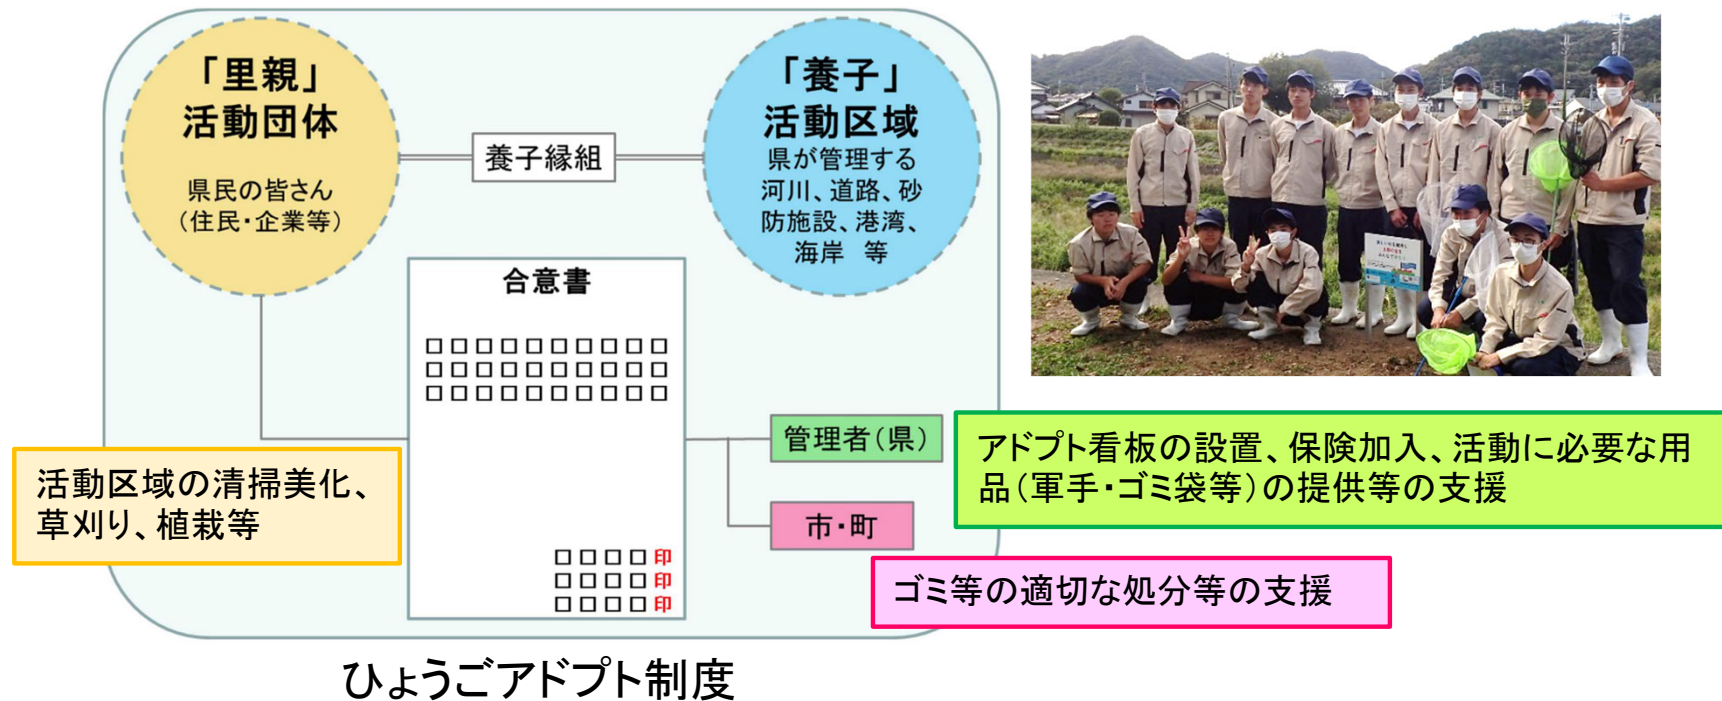 「里親」
活動団体
県民の皆さん
(住民・企業等)
養子縁組
「養子」
活動区域
県が管理する
河川、道路、砂
防施設、港湾、
海岸　等
合意書
□□□□□□□□□□
□□□□□□□□□□
□□□□□□□□□□
□□□□印
□□□□印
□□□□印
管理者(県)
市・町
活動区域の清掃美化、
草刈り、植栽等
アドプト看板の設置、保険加入、活動に必要な用
品(軍手・ゴミ袋等)の提供等の支援
ゴミ等の適切な処分等の支援
ひょうごアドプト制度